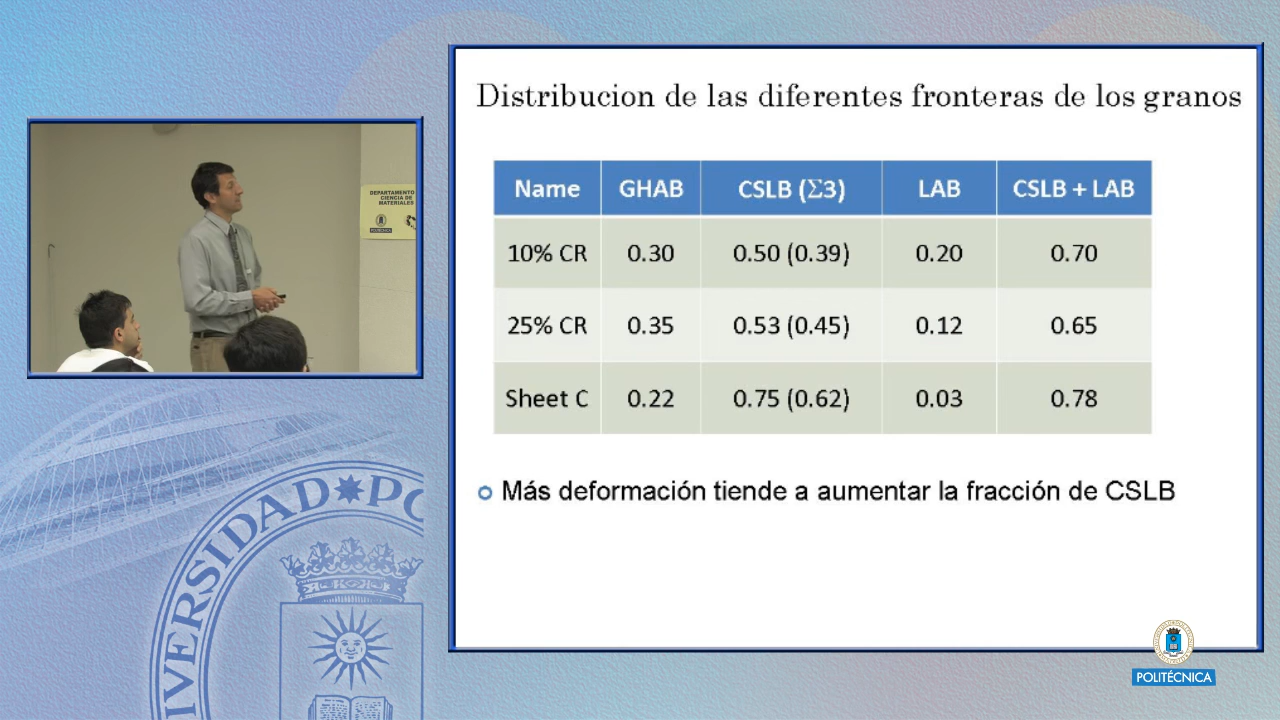 Distribucion de las diferentes fronteras de los granos
Name GHAB CSLB (Σ3) LAB CSLB + LAB
10% CR 0.30 0.50 (0.39) 0.20 0.70
25% CR 0.35 0.53 (0.45) 0.12 0.65
Sheet C 0.22 0.75 (0.62) 0.03 0.78
Más deformación tiende a aumentar la fracción de CSLB
DEPARTAMENTO
CIENCIA DE
MATERIALES
POLITÉCNICA
VERSIDAD PO
POLITÉCNICA